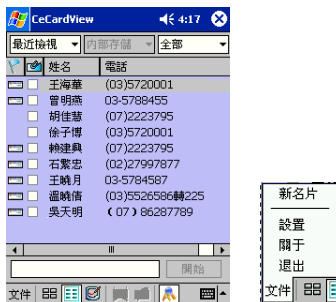 CeCardView 4:17
最近檢視 内部存儲 全部
姓名 電話
王海華 (03)5720001
曾明燕 03-5788455
胡佳慧 (07)2223795
徐子博 (03)5720001
賴建興 (07)2223795
石繁忠 (02)27997877
王曉月 03-5784587
溫曉倩 (03)5526586轉225
吳天明 (07)86287789
開始
文件
新名片
設置
關于
退出
文件